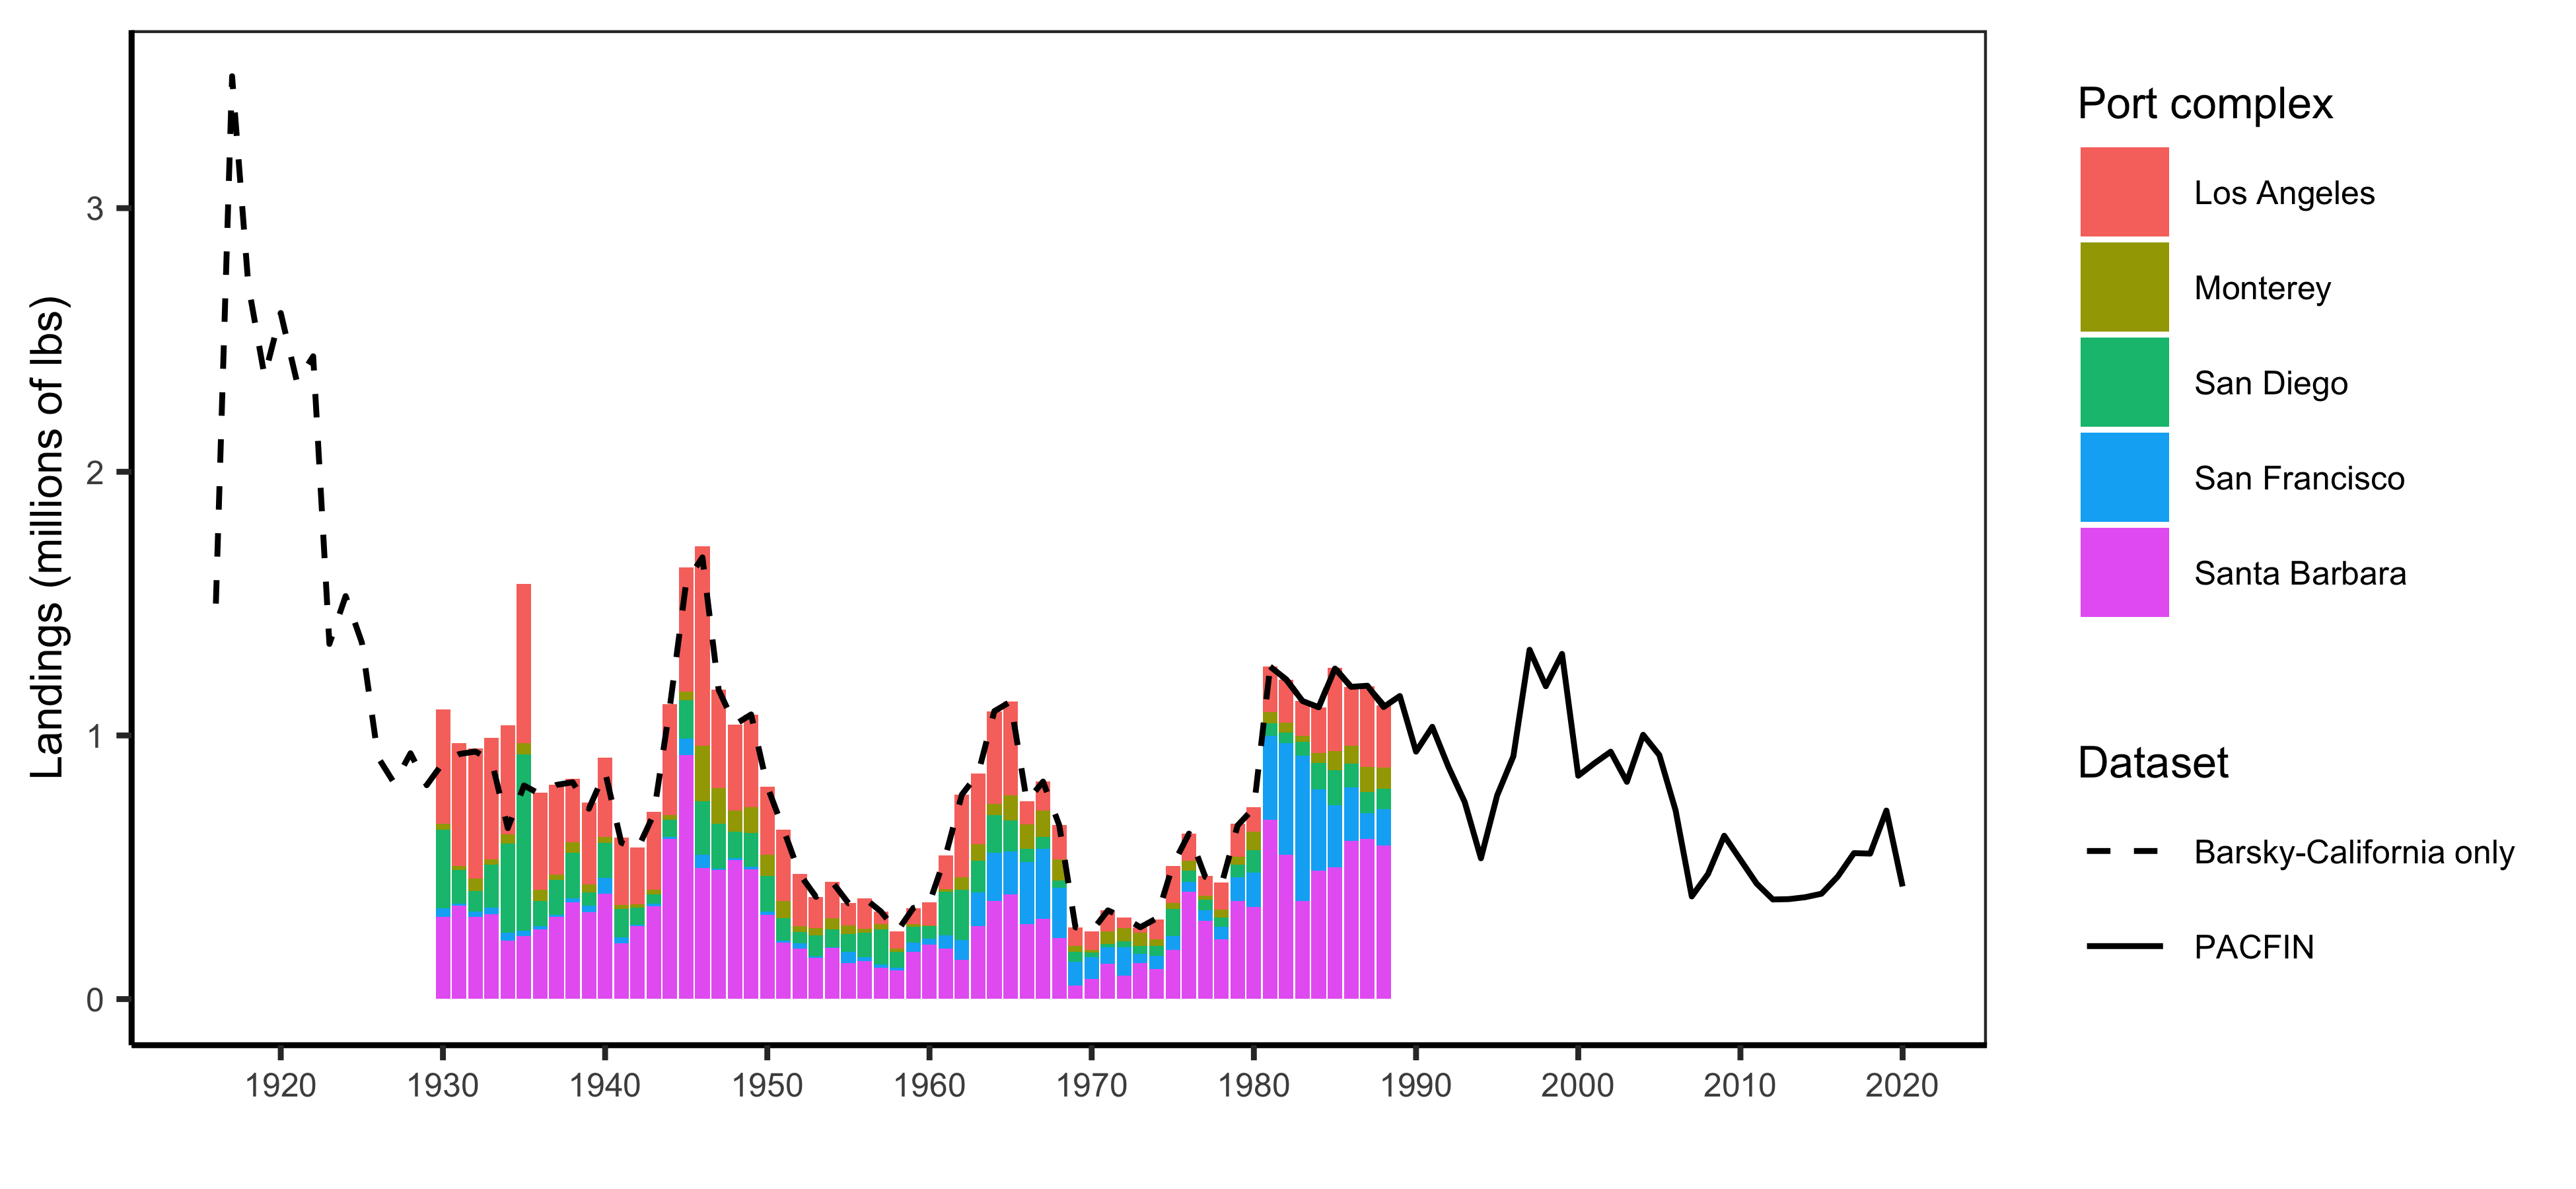 Landings (millions of lbs)
3
2
1
0
1920 1930 1940 1950 1960 1970 1980 1990 2000 2010 2020
Port complex
Los Angeles
Monterey
San Diego
San Francisco
Santa Barbara
Dataset
Barsky-California only
PACFIN